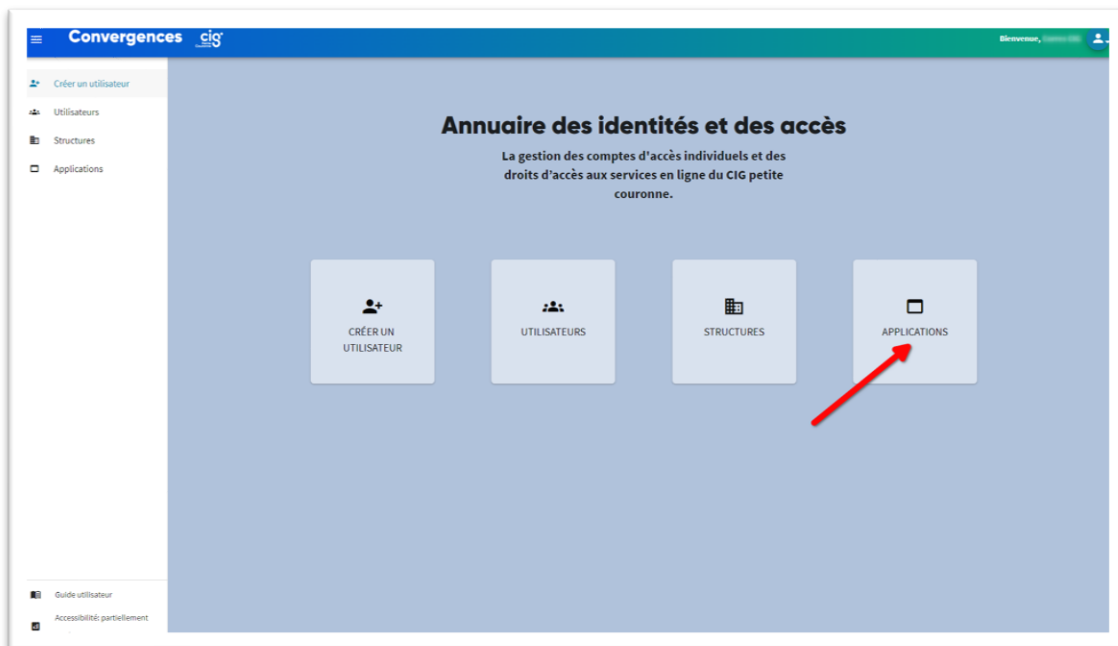 Convergences cig
Bienvenue,
Créer un utilisateur
Utilisateurs
Structures
Applications
Annuaire des identités et des accès
La gestion des comptes d'accès individuels et des
droits d'accès aux services en ligne du CIG petite
couronne.
CRÉER UN
UTILISATEUR
UTILISATEURS
STRUCTURES
APPLICATIONS
Guide utilisateur
Accessibilité: partiellement